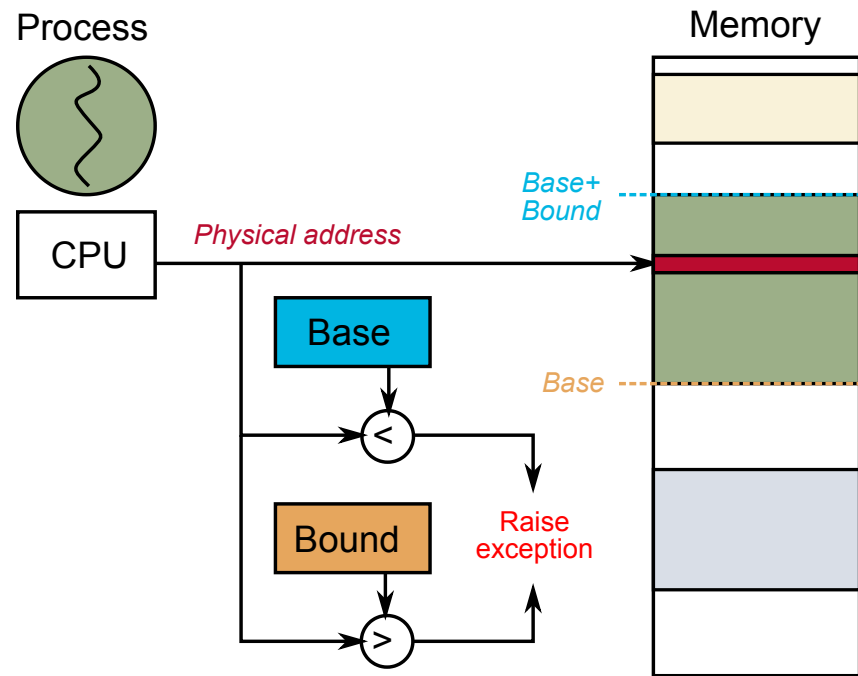 Process
Memory
Base+
Bound
Physical address
CPU
Base
Base
<
Bound
Raise
exception
>